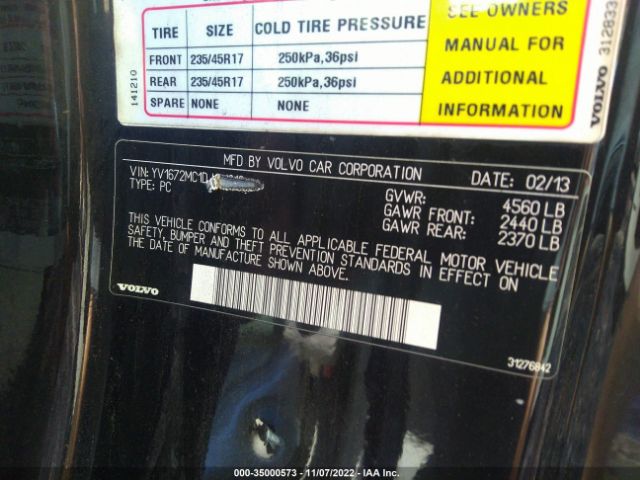 TIRE SIZE COLD TIRE PRESSURE
FRONT 235/45R17 250kPa,36psi
REAR 235/45R17 250kPa,36psi
SPARE NONE NONE
SEE OWNERS
MANUAL FOR
ADDITIONAL
INFORMATION
141210
VOLVO 312833
MFD BY VOLVO CAR CORPORATION
VIN: YV1672MC1D
TYPE: PC
DATE: 02/13
GVWR: 4560 LB
GAWR FRONT: 2440 LB
GAWR REAR: 2370 LB
THIS VEHICLE CONFORMS TO ALL APPLICABLE FEDERAL MOTOR VEHICLE
SAFETY, BUMPER AND THEFT PREVENTION STANDARDS IN EFFECT ON
THE DATE OF MANUFACTURE SHOWN ABOVE.
VOLVO
31276842
000-35000573 - 11/07/2022 - IAA Inc.